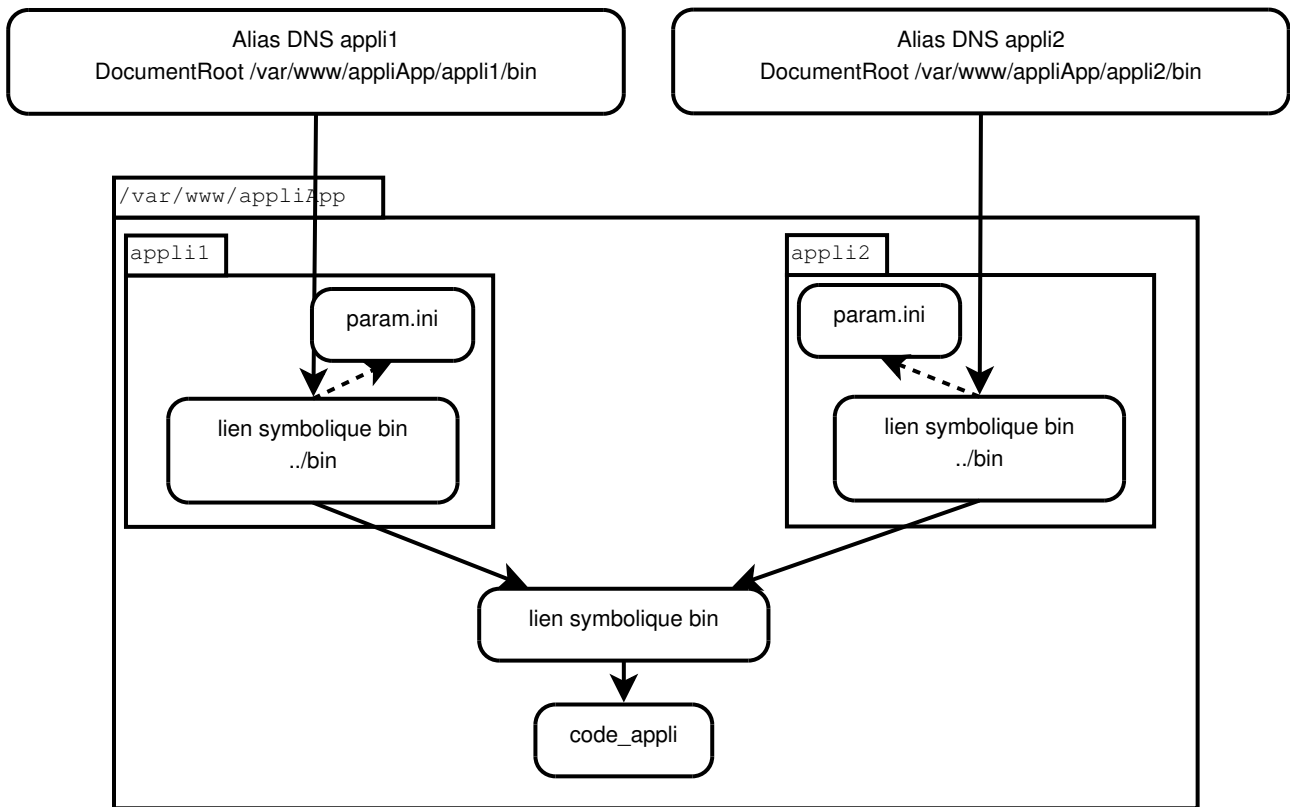 Alias DNS appli1
DocumentRoot /var/www/appliApp/appli1/bin
Alias DNS appli2
DocumentRoot /var/www/appliApp/appli2/bin
/var/www/appliApp
appli1
appli2
param.ini
param.ini
lien symbolique bin
../bin
lien symbolique bin
../bin
lien symbolique bin
code_appli